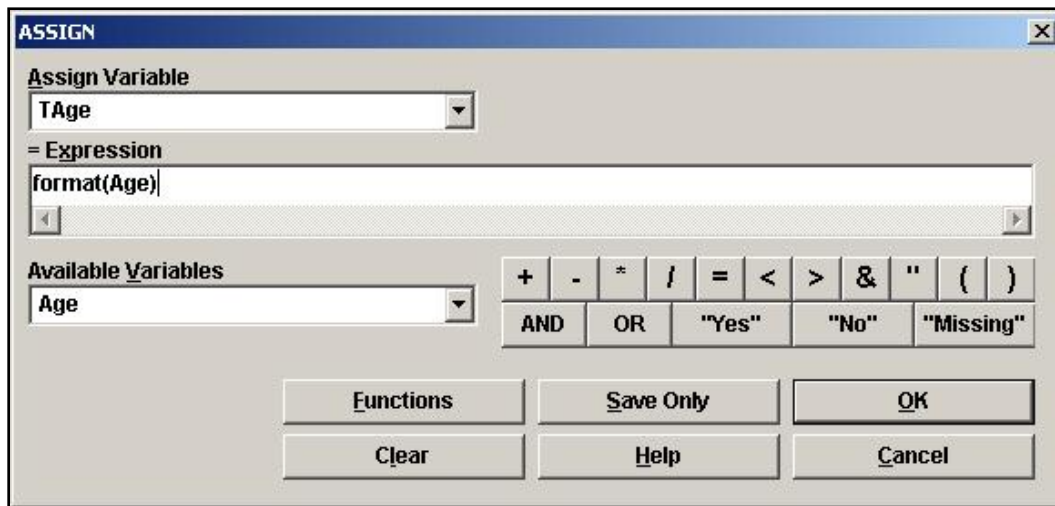 ASSIGN
Assign Variable
TAge
= Expression
format(Age)
Available Variables
Age
+ - * / = < > & " ( )
AND OR "Yes" "No" "Missing"
Functions Save Only OK
Clear Help Cancel